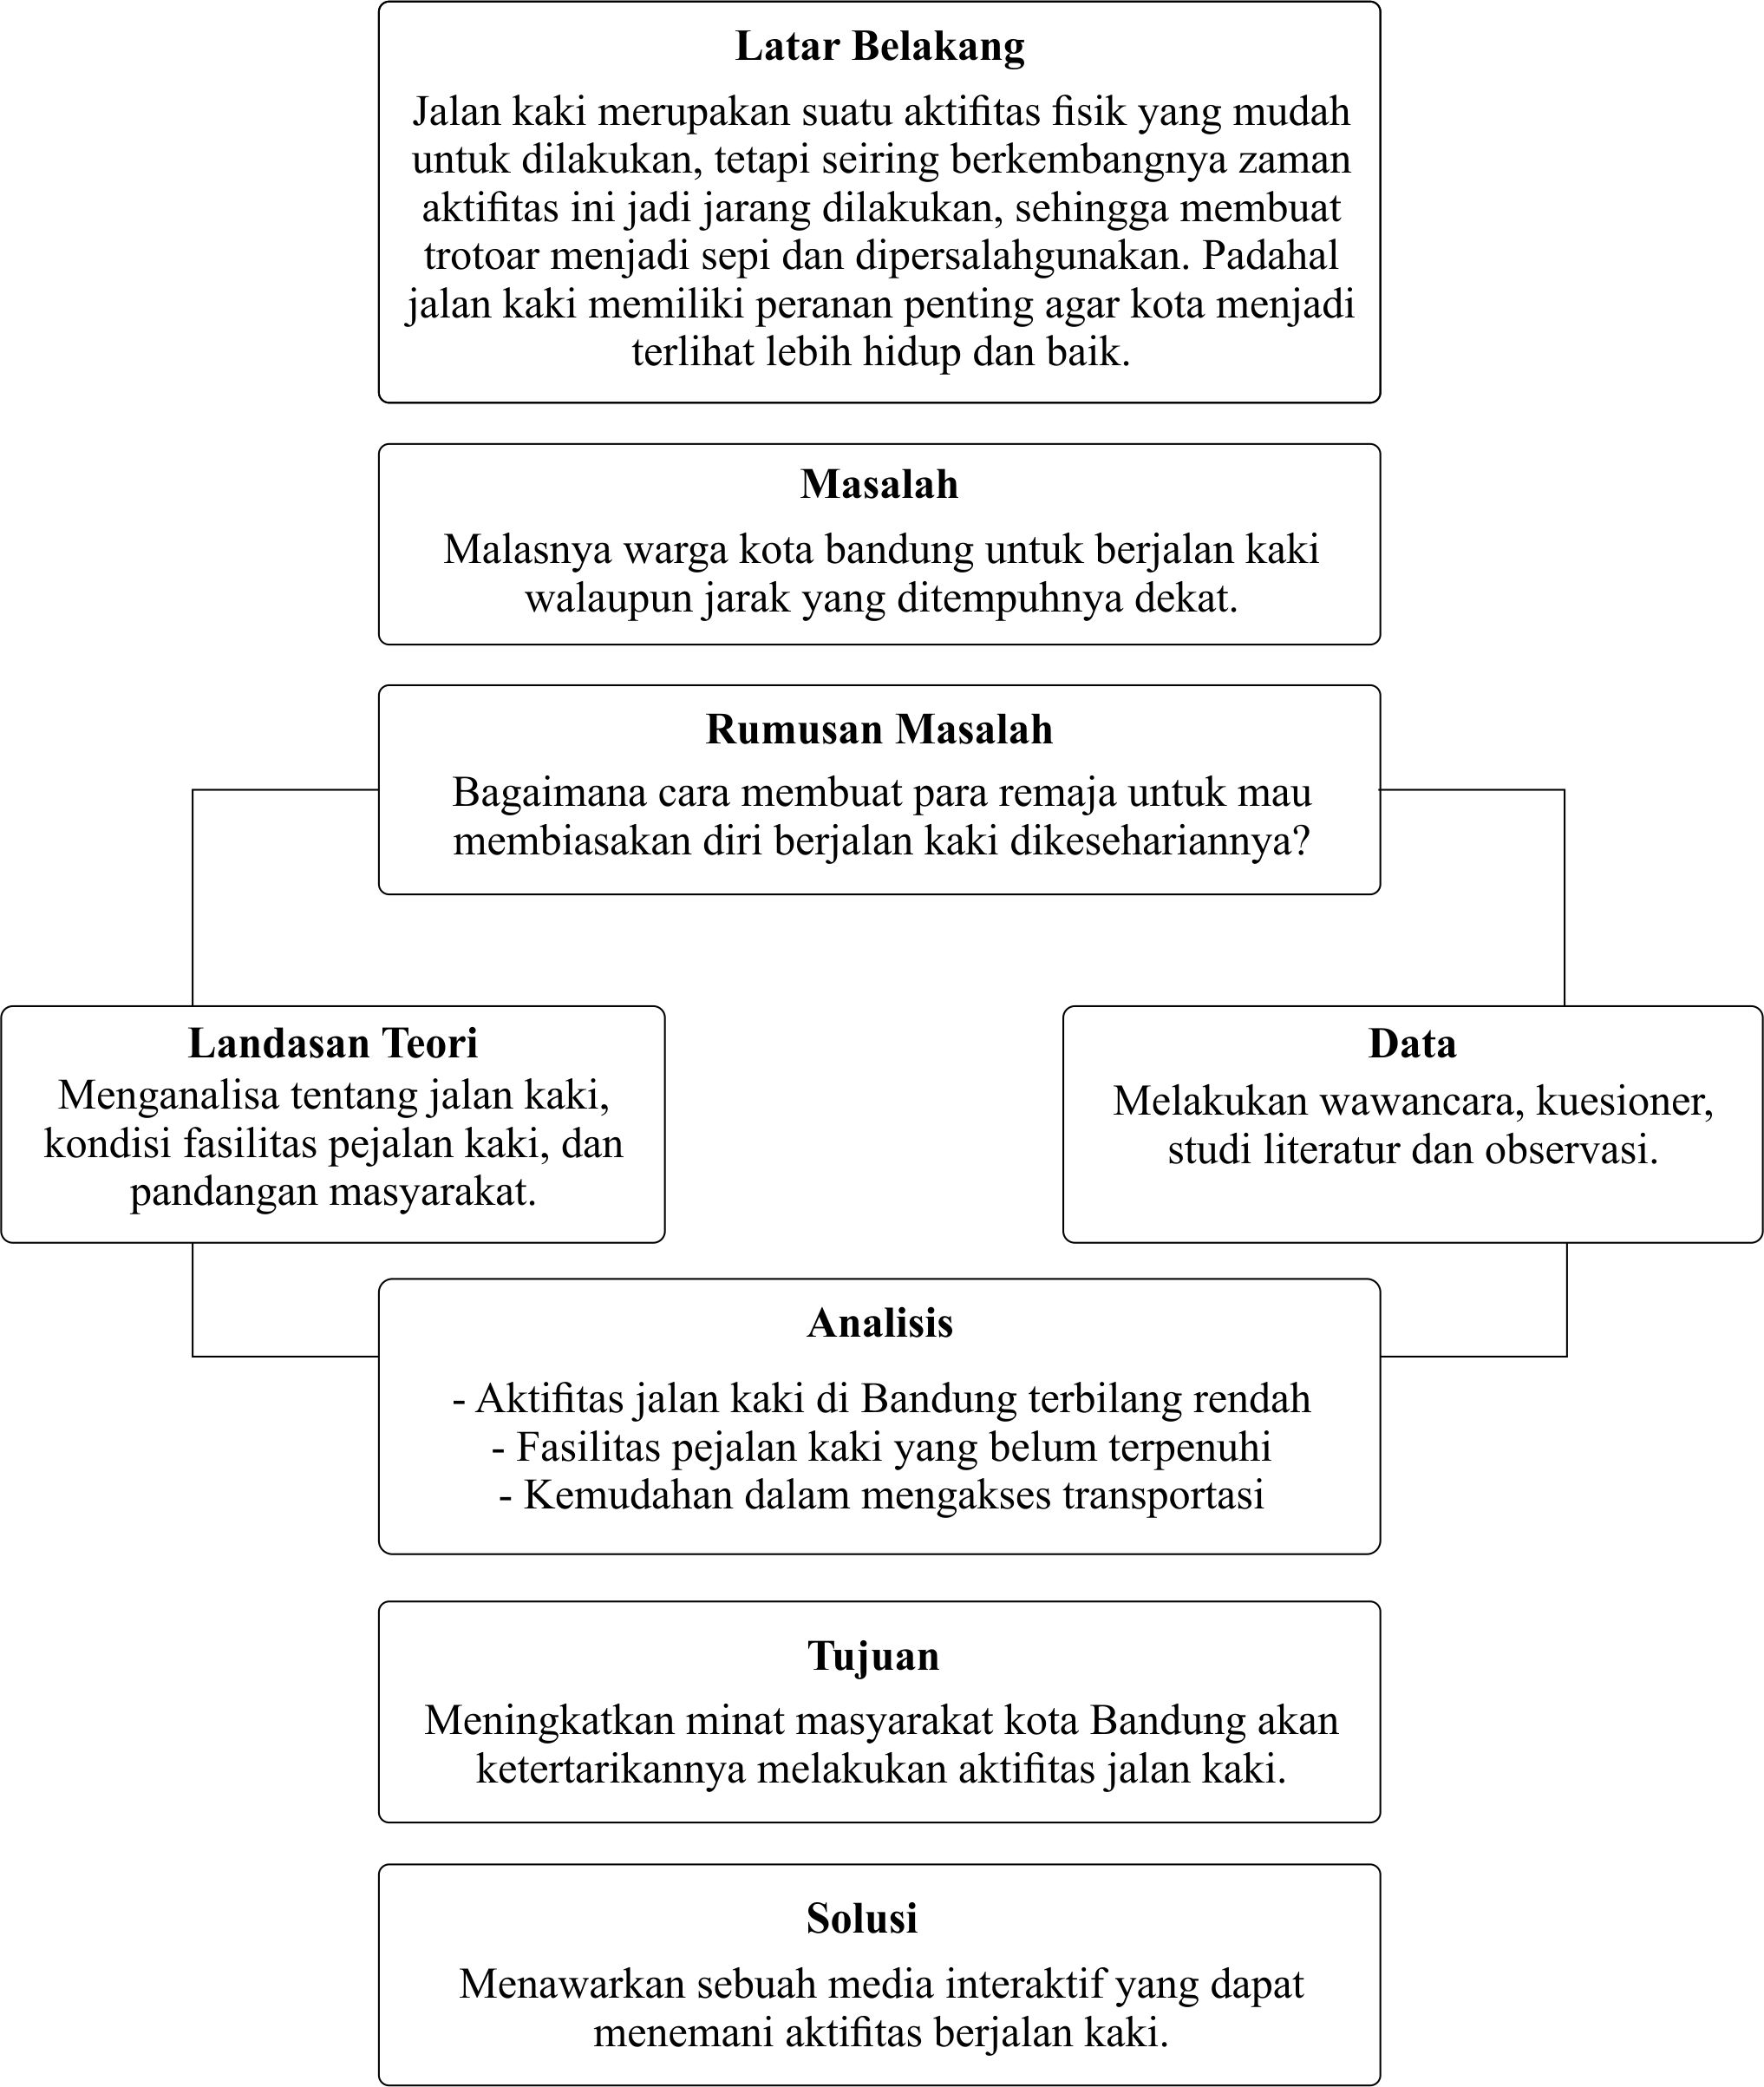 Latar Belakang
Jalan kaki merupakan suatu aktifitas fisik yang mudah
untuk dilakukan, tetapi seiring berkembangnya zaman
aktifitas ini jadi jarang dilakukan, sehingga membuat
trotoar menjadi sepi dan dipersalahgunakan. Padahal
jalan kaki memiliki peranan penting agar kota menjadi
terlihat lebih hidup dan baik.
Masalah
Malasnya warga kota bandung untuk berjalan kaki
walaupun jarak yang ditempuhnya dekat.
Rumusan Masalah
Bagaimana cara membuat para remaja untuk mau
membiasakan diri berjalan kaki dikesehariannya?
Landasan Teori
Menganalisa tentang jalan kaki,
kondisi fasilitas pejalan kaki, dan
pandangan masyarakat.
Data
Melakukan wawancara, kuesioner,
studi literatur dan observasi.
Analisis
- Aktifitas jalan kaki di Bandung terbilang rendah
- Fasilitas pejalan kaki yang belum terpenuhi
- Kemudahan dalam mengakses transportasi
Tujuan
Meningkatkan minat masyarakat kota Bandung akan
ketertarikannya melakukan aktifitas jalan kaki.
Solusi
Menawarkan sebuah media interaktif yang dapat
menemani aktifitas berjalan kaki.